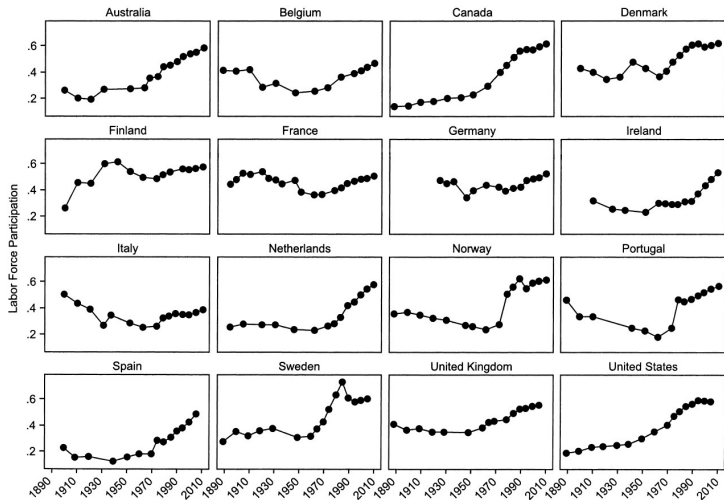 Australia Belgium Canada Denmark
.6
.4
.2
Finland France Germany Ireland
.6
.4
.2
Labor Force Participation
Italy Netherlands Norway Portugal
.6
.4
.2
Spain Sweden United Kingdom United States
.6
.4
.2
1890 1910 1930 1950 1970 1990 2010 1890 1910 1930 1950 1970 1990 2010 1890 1910 1930 1950 1970 1990 2010 1890 1910 1930 1950 1970 1990 2010